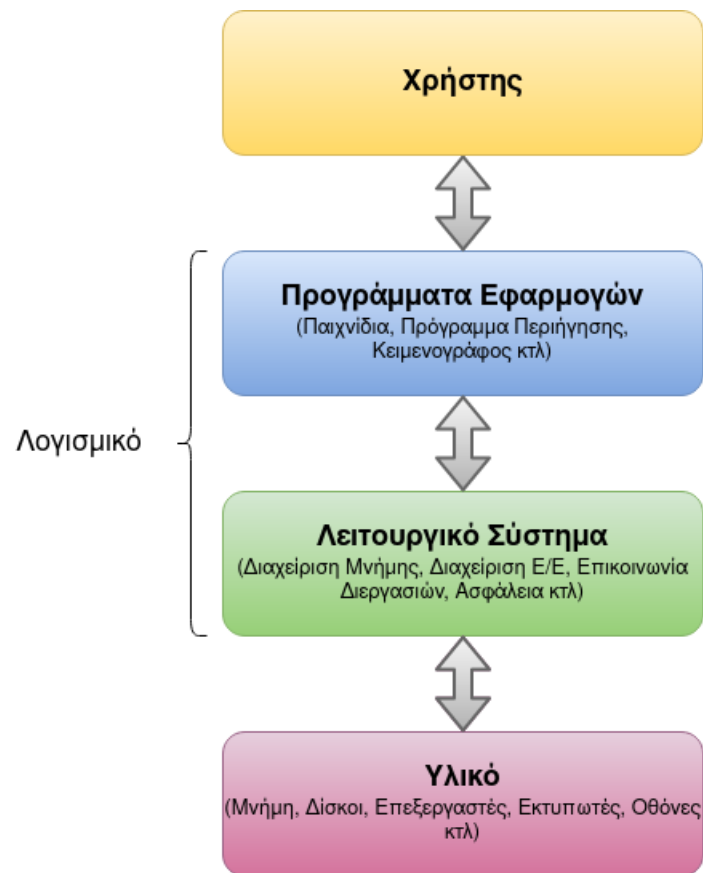 Χρήστης
Προγράμματα Εφαρμογών
(Παιχνίδια, Πρόγραμμα Περιήγησης,
Κειμενογράφος κτλ)
Λογισμικό
Λειτουργικό Σύστημα
(Διαχείριση Μνήμης, Διαχείριση Ε/Ε, Επικοινωνία
Διεργασιών, Ασφάλεια κτλ)
Υλικό
(Μνήμη, Δίσκοι, Επεξεργαστές, Εκτυπωτές, Οθόνες
κτλ)